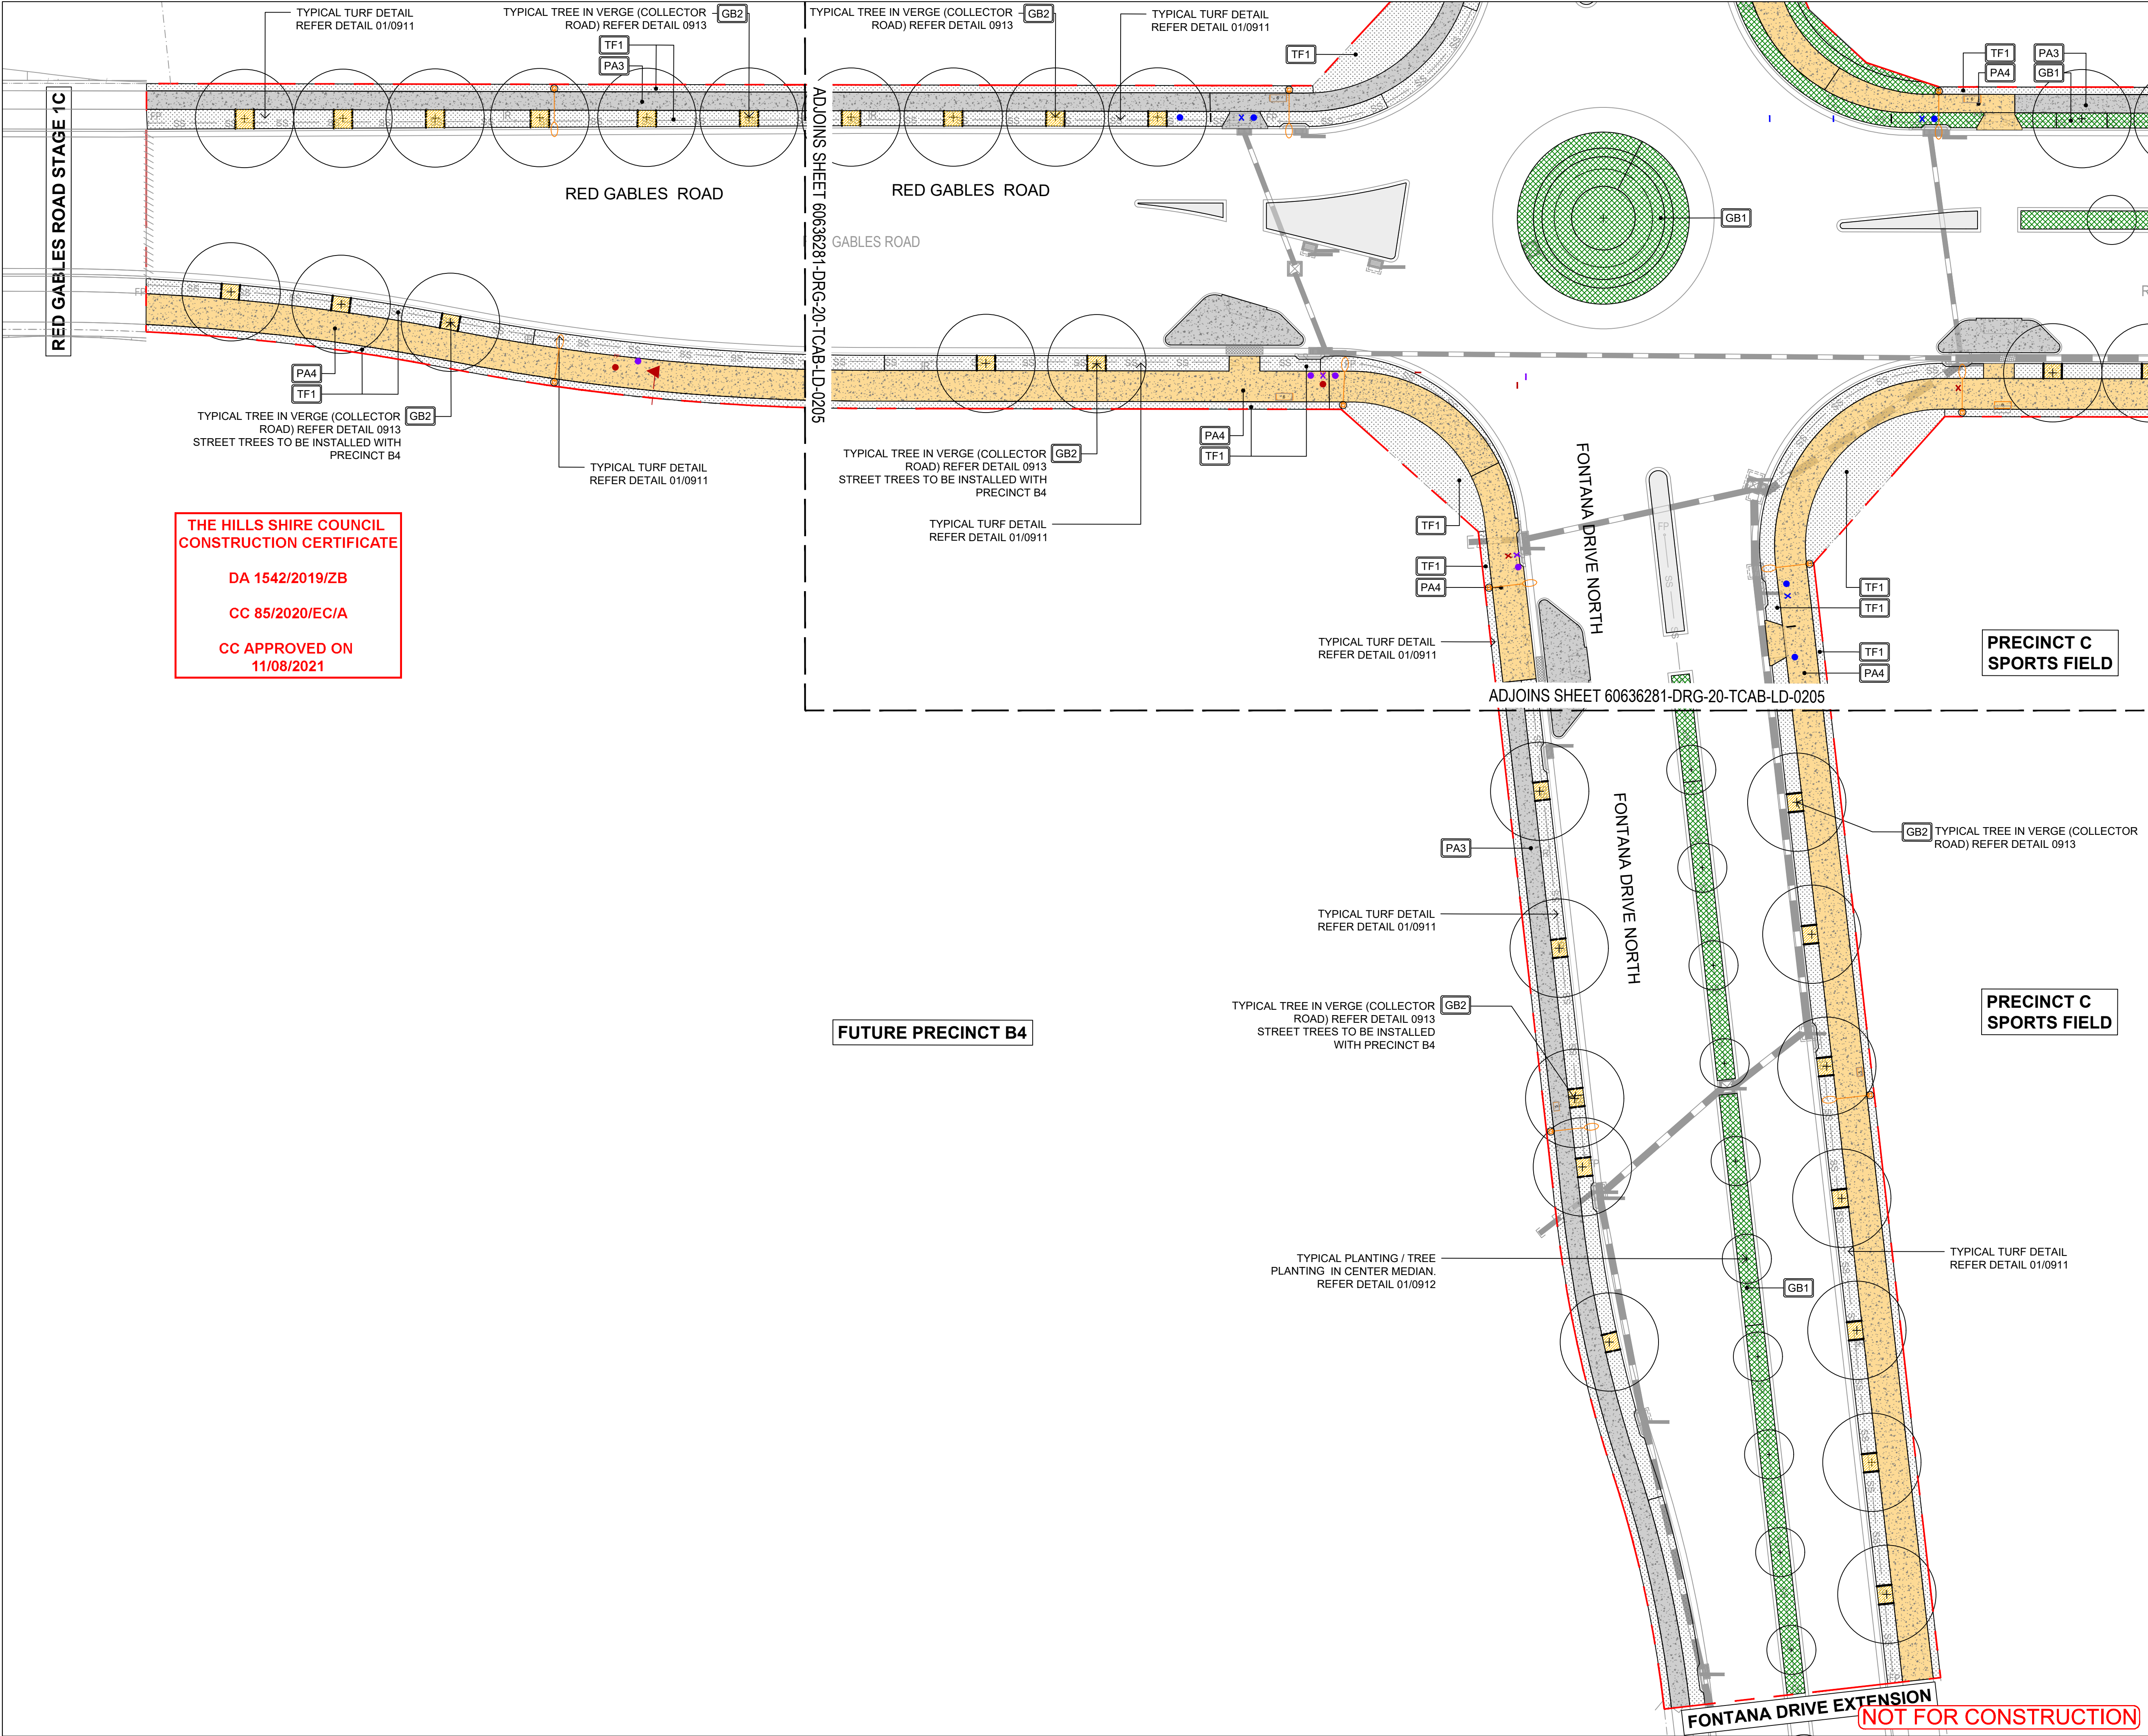 TYPICAL TURF DETAIL
REFER DETAIL 01/0911
TYPICAL TREE IN VERGE (COLLECTOR
ROAD) REFER DETAIL 0913
GB2
TF1
PA3
TYPICAL TREE IN VERGE (COLLECTOR
ROAD) REFER DETAIL 0913
GB2
TYPICAL TURF DETAIL
REFER DETAIL 01/0911
TF1
TF1
PA4
PA3
GB1
RED GABLES ROAD STAGE 1C
RED GABLES ROAD
ADJOINS SHEET 60636281-DRG-20-TCAB-LD-0205
RED GABLES ROAD
GABLES ROAD
GB1
PA4
TF1
TYPICAL TREE IN VERGE (COLLECTOR
ROAD) REFER DETAIL 0913
STREET TREES TO BE INSTALLED WITH
PRECINCT B4
GB2
TYPICAL TURF DETAIL
REFER DETAIL 01/0911
TYPICAL TREE IN VERGE (COLLECTOR
ROAD) REFER DETAIL 0913
STREET TREES TO BE INSTALLED WITH
PRECINCT B4
GB2
PA4
TF1
TYPICAL TURF DETAIL
REFER DETAIL 01/0911
THE HILLS SHIRE COUNCIL
CONSTRUCTION CERTIFICATE
DA 1542/2019/ZB
CC 85/2020/EC/A
CC APPROVED ON
11/08/2021
FONTANA DRIVE NORTH
TF1
TF1
PA4
TYPICAL TURF DETAIL
REFER DETAIL 01/0911
TF1
TF1
TF1
PA4
PRECINCT C
SPORTS FIELD
ADJOINS SHEET 60636281-DRG-20-TCAB-LD-0205
FONTANA DRIVE NORTH
PA3
GB2
TYPICAL TREE IN VERGE (COLLECTOR
ROAD) REFER DETAIL 0913
TYPICAL TURF DETAIL
REFER DETAIL 01/0911
TYPICAL TREE IN VERGE (COLLECTOR
ROAD) REFER DETAIL 0913
STREET TREES TO BE INSTALLED
WITH PRECINCT B4
GB2
PRECINCT C
SPORTS FIELD
FUTURE PRECINCT B4
TYPICAL PLANTING / TREE
PLANTING IN CENTER MEDIAN.
REFER DETAIL 01/0912
GB1
TYPICAL TURF DETAIL
REFER DETAIL 01/0911
FONTANA DRIVE EXTENSION
NOT FOR CONSTRUCTION